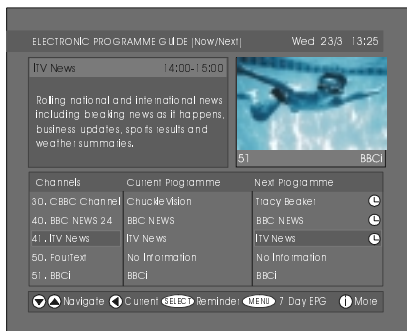 ELECTRONIC PROGRAMME GUIDE [Now/Next] Wed 23/3 13:25
ITV News 14:00-15:00
Rolling national and international news
including breaking news as it happens,
business updates, sports results and
weather summaries.
51 BBCi
Channels Current Programme Next Programme
30. CBBC Channel ChuckleVision Tracy Beaker
40. BBC NEWS 24 BBC NEWS BBC NEWS
41. ITV News ITV News ITV News
50. FourText No Information No Information
51. BBCi BBCi BBCi
Navigate Current SELECT Reminder MENU 7 Day EPG i More